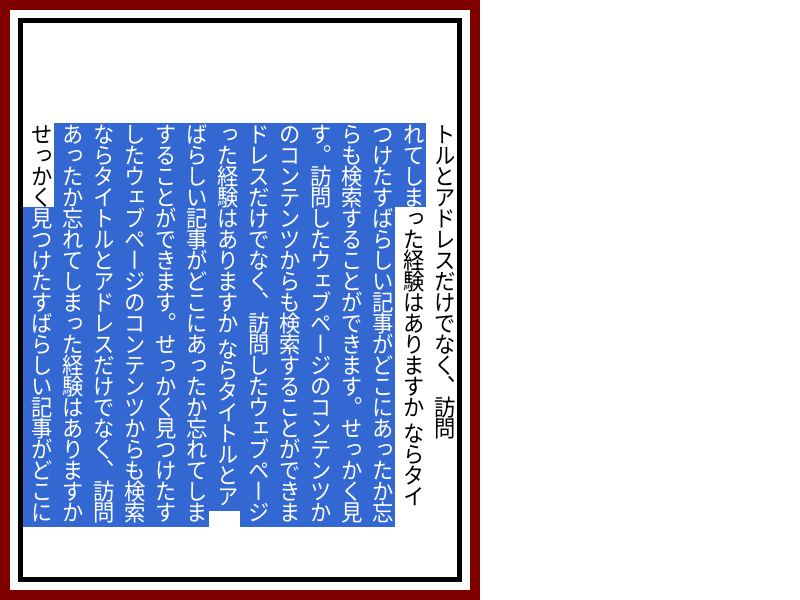 せっかく見つけたすばらしい記事がどこに
あったか忘れてしまった経験はありますか
ならタイトルとアドレスだけでなく、訪問
したウェブページのコンテンツからも検索
することができます。せっかく見つけたす
ばらしい記事がどこにあったか忘れてしま
った経験はありますか ならタイトルとア
ドレスだけでなく、訪問したウェブページ
のコンテンツからも検索することができま
す。訪問したウェブページのコンテンツか
らも検索することができます。せっかく見
つけたすばらしい記事がどこにあったか忘
れてしまった経験はありますか ならタイ
トルとアドレスだけでなく、訪問